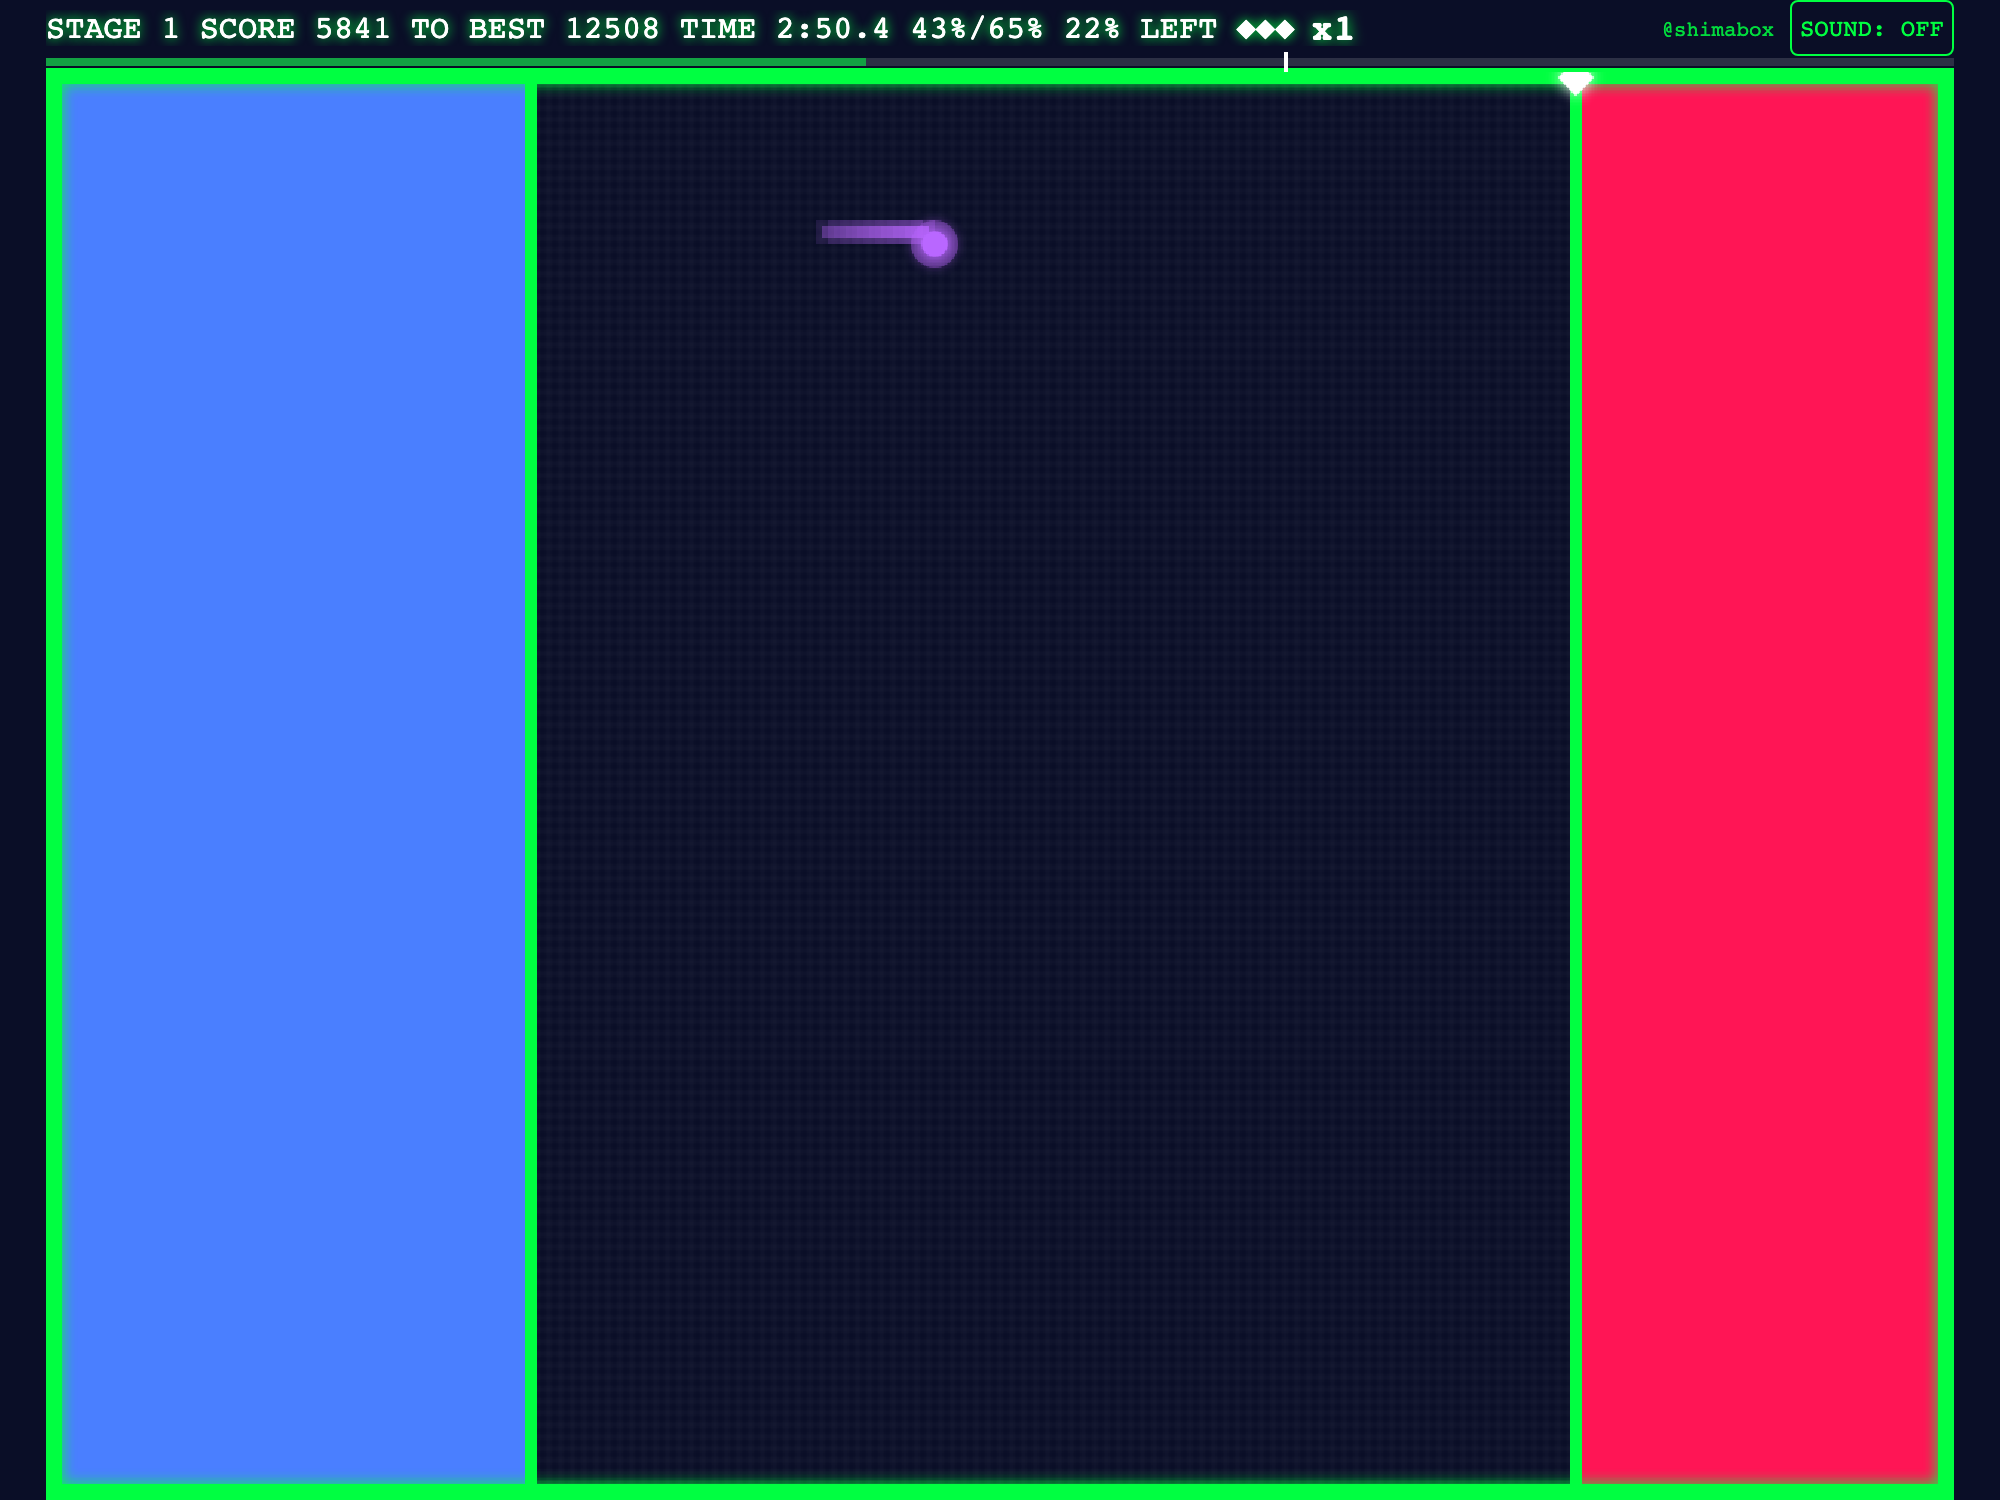 STAGE 1 SCORE 5841 TO BEST 12508 TIME 2:50.4 43%/65% 22% LEFT ◆◆◆ x1 @shimabox SOUND: OFF